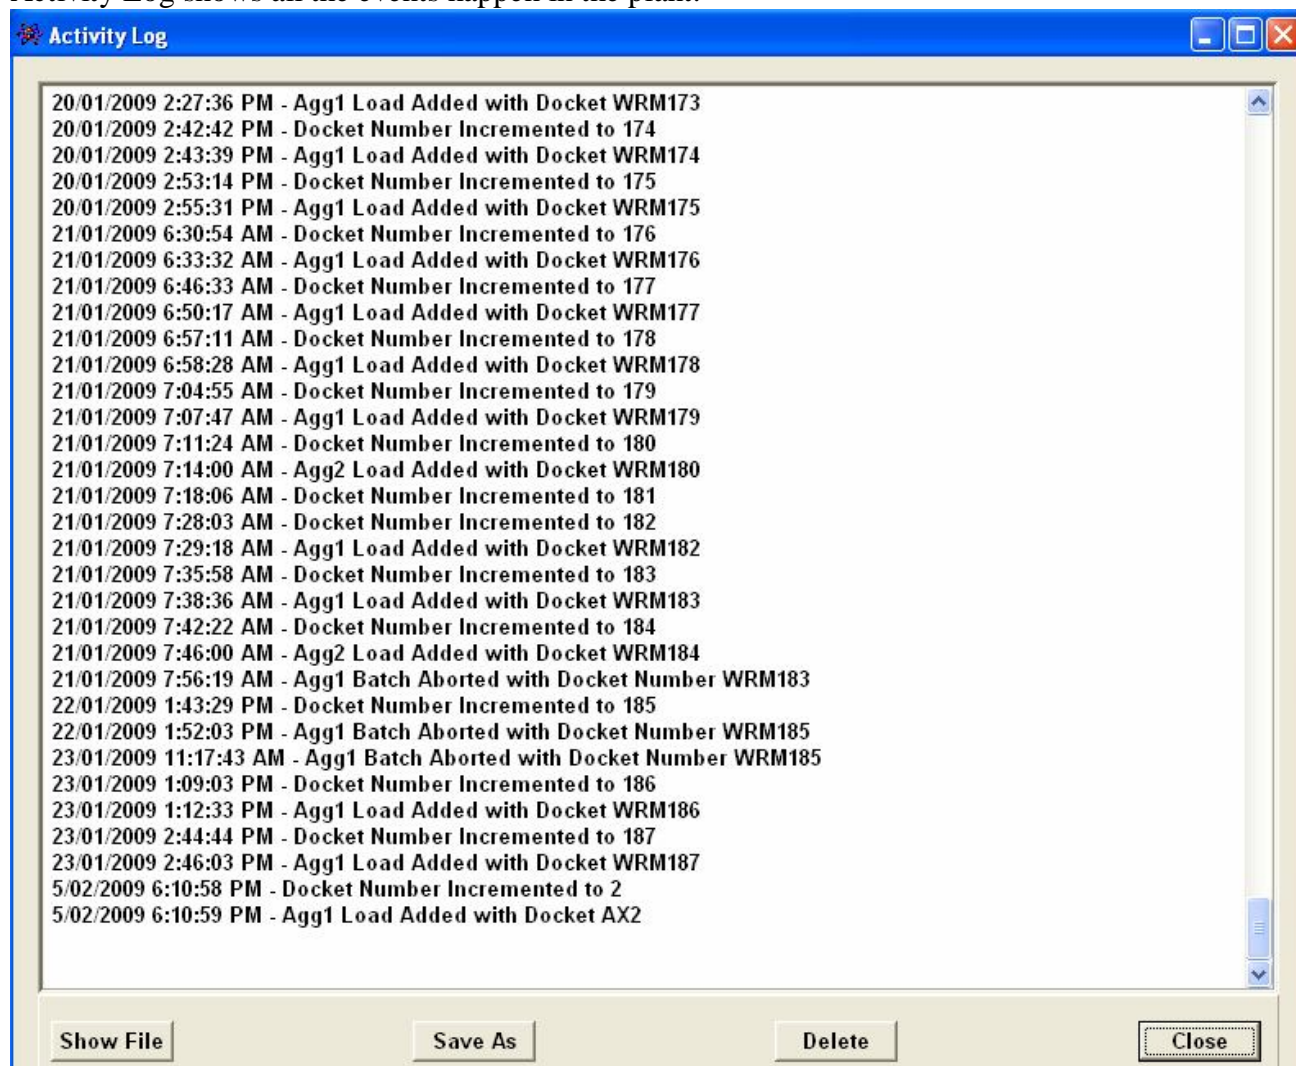 Activity Log shows all the events happen in the plant.
Activity Log
20/01/2009 2:27:36 PM - Agg1 Load Added with Docket WRM173
20/01/2009 2:42:42 PM - Docket Number Incremented to 174
20/01/2009 2:43:39 PM - Agg1 Load Added with Docket WRM174
20/01/2009 2:53:14 PM - Docket Number Incremented to 175
20/01/2009 2:55:31 PM - Agg1 Load Added with Docket WRM175
21/01/2009 6:30:54 AM - Docket Number Incremented to 176
21/01/2009 6:33:32 AM - Agg1 Load Added with Docket WRM176
21/01/2009 6:46:33 AM - Docket Number Incremented to 177
21/01/2009 6:50:17 AM - Agg1 Load Added with Docket WRM177
21/01/2009 6:57:11 AM - Docket Number Incremented to 178
21/01/2009 6:58:28 AM - Agg1 Load Added with Docket WRM178
21/01/2009 7:04:55 AM - Docket Number Incremented to 179
21/01/2009 7:07:47 AM - Agg1 Load Added with Docket WRM179
21/01/2009 7:11:24 AM - Docket Number Incremented to 180
21/01/2009 7:14:00 AM - Agg2 Load Added with Docket WRM180
21/01/2009 7:18:06 AM - Docket Number Incremented to 181
21/01/2009 7:28:03 AM - Docket Number Incremented to 182
21/01/2009 7:29:18 AM - Agg1 Load Added with Docket WRM182
21/01/2009 7:35:58 AM - Docket Number Incremented to 183
21/01/2009 7:38:36 AM - Agg1 Load Added with Docket WRM183
21/01/2009 7:42:22 AM - Docket Number Incremented to 184
21/01/2009 7:46:00 AM - Agg2 Load Added with Docket WRM184
21/01/2009 7:56:19 AM - Agg1 Batch Aborted with Docket Number WRM183
22/01/2009 1:43:29 PM - Docket Number Incremented to 185
22/01/2009 1:52:03 PM - Agg1 Batch Aborted with Docket Number WRM185
23/01/2009 11:17:43 AM - Agg1 Batch Aborted with Docket Number WRM185
23/01/2009 1:09:03 PM - Docket Number Incremented to 186
23/01/2009 1:12:33 PM - Agg1 Load Added with Docket WRM186
23/01/2009 2:44:44 PM - Docket Number Incremented to 187
23/01/2009 2:46:03 PM - Agg1 Load Added with Docket WRM187
5/02/2009 6:10:58 PM - Docket Number Incremented to 2
5/02/2009 6:10:59 PM - Agg1 Load Added with Docket AX2
Show File Save As Delete Close